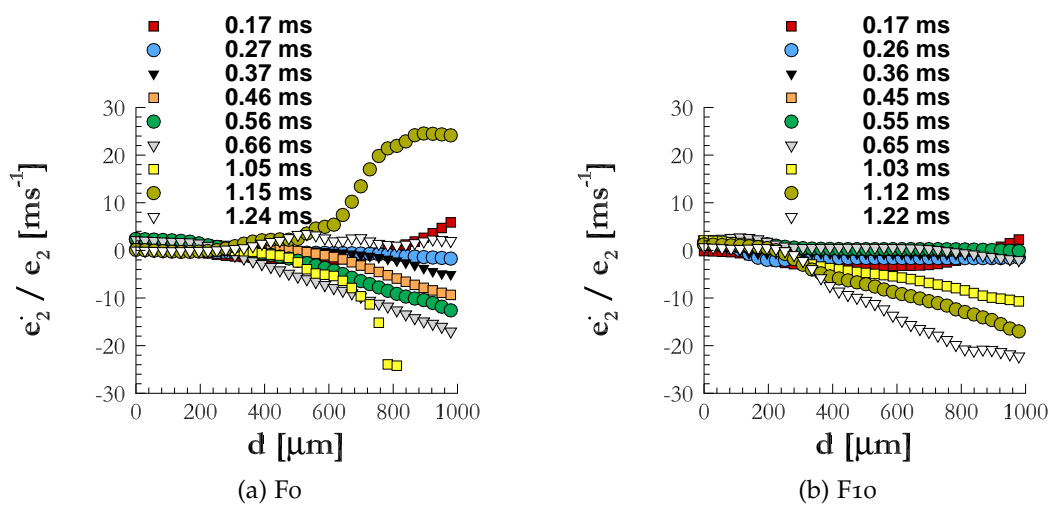 0.17 ms
0.27 ms
0.37 ms
0.46 ms
0.56 ms
0.66 ms
1.05 ms
1.15 ms
1.24 ms
30
20
10
0
-10
-20
-30
e˙2 / e2 [ms-1]
0 200 400 600 800 1000
d [μm]
(a) F0
0.17 ms
0.26 ms
0.36 ms
0.45 ms
0.55 ms
0.65 ms
1.03 ms
1.12 ms
1.22 ms
30
20
10
0
-10
-20
-30
e˙2 / e2 [ms-1]
0 200 400 600 800 1000
d [μm]
(b) F10